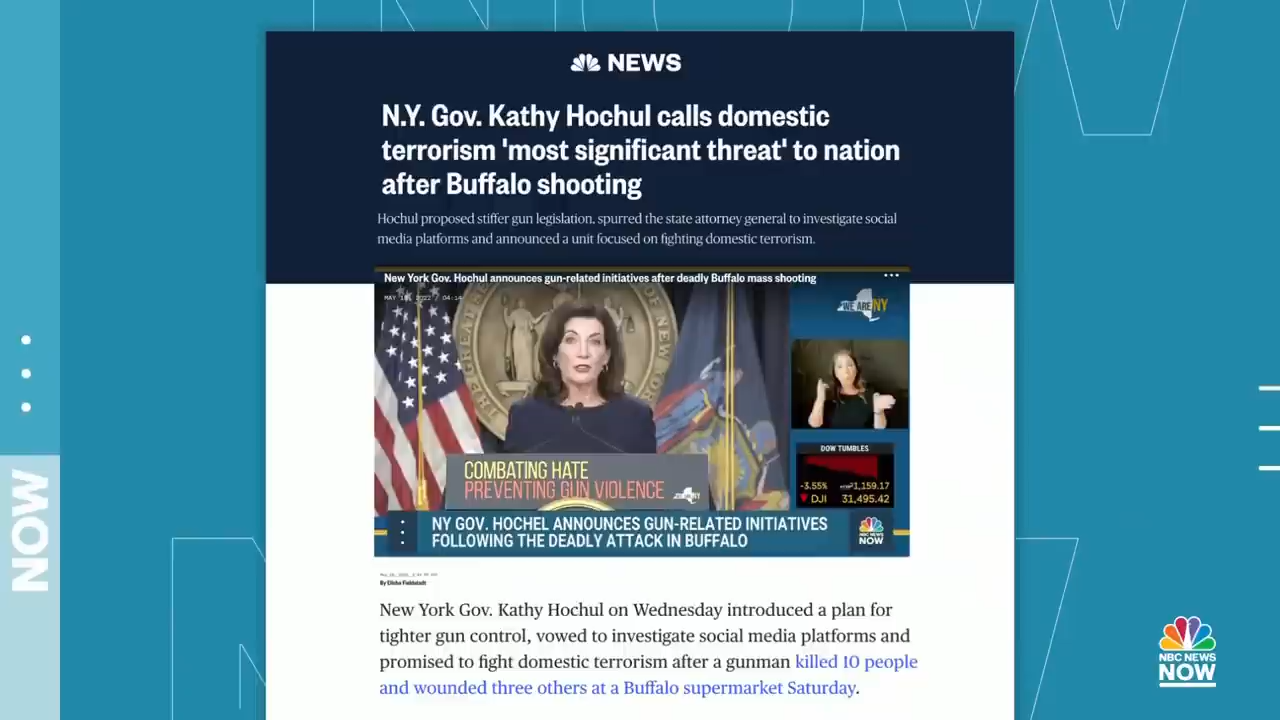 NEWS
N.Y. Gov. Kathy Hochul calls domestic
terrorism 'most significant threat' to nation
after Buffalo shooting
Hochul proposed stiffer gun legislation, spurred the state attorney general to investigate social
media platforms and announced a unit focused on fighting domestic terrorism.
New York Gov. Hochul announces gun-related initiatives after deadly Buffalo mass shooting
2022 / 04:14
THE GREAT OF NEW
WE ARE NY
DOW TUMBLES
-3.55% 1,159.17
DJI 31,495.42
COMBATING HATE
PREVENTING GUN VIOLENCE
NY GOV. HOCHEL ANNOUNCES GUN-RELATED INITIATIVES
FOLLOWING THE DEADLY ATTACK IN BUFFALO
NBC NEWS
NOW
By Elisha Fieldstadt
New York Gov. Kathy Hochul on Wednesday introduced a plan for
tighter gun control, vowed to investigate social media platforms and
promised to fight domestic terrorism after a gunman killed 10 people
and wounded three others at a Buffalo supermarket Saturday.
NOW
NBC NEWS
NOW